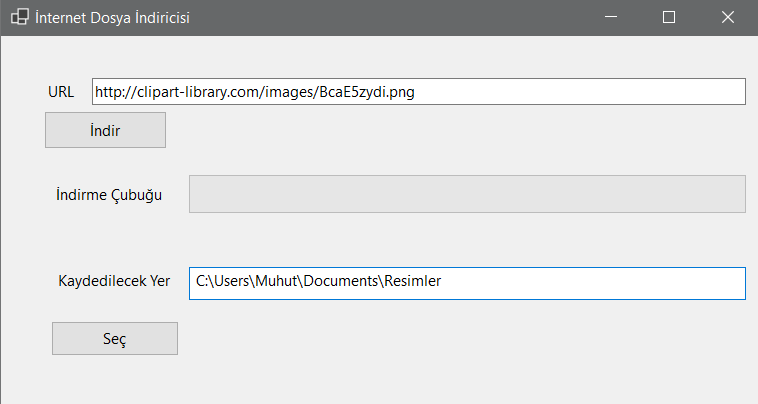 İnternet Dosya İndiricisi
URL http://clipart-library.com/images/BcaE5zydi.png
İndir
İndirme Çubuğu
Kaydedilecek Yer C:\Users\Muhut\Documents\Resimler
Seç